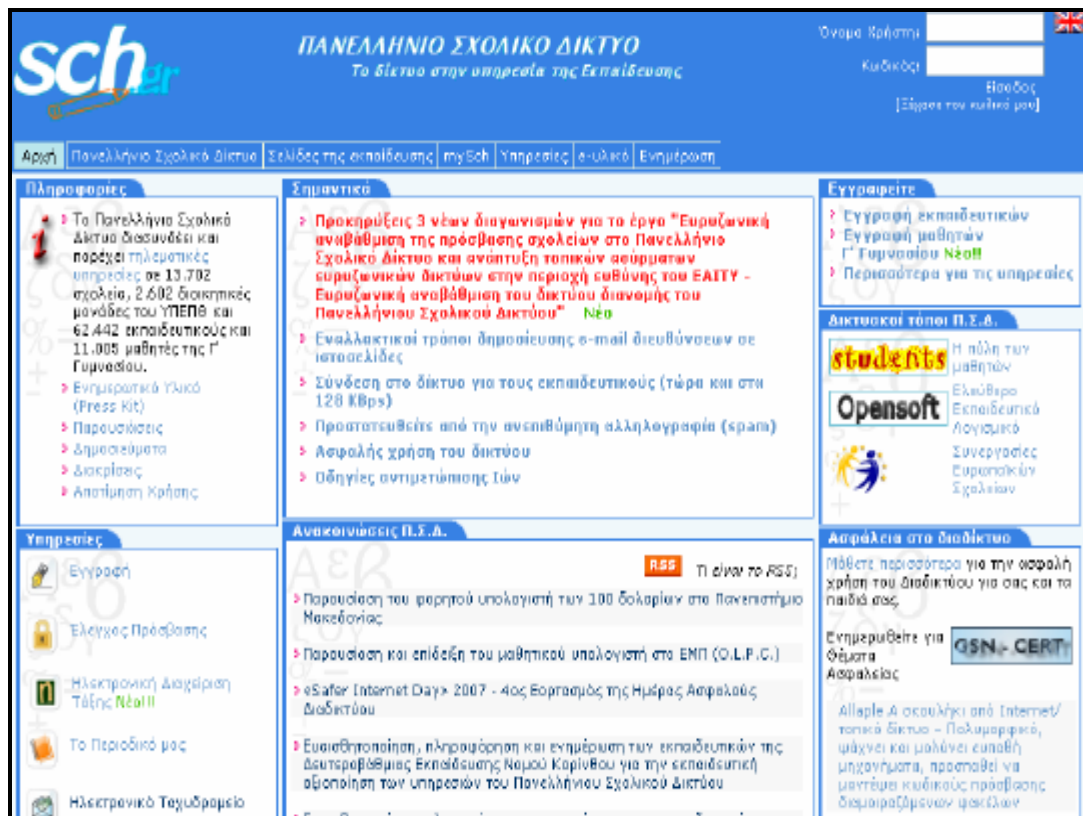 sch.gr
ΠΑΝΕΛΛΗΝΙΟ ΣΧΟΛΙΚΟ ΔΙΚΤΥΟ
Το δίκτυο στην υπηρεσία της Εκπαίδευσης
Όνομα Χρήστη:
Κωδικός:
Είσοδος
[Ξέχασα τον κωδικό μου]
Αρχή Πανελλήνιο Σχολικό Δίκτυο Σελίδες της εκπαίδευσης mySch Υπηρεσίες e-υλικό Ενημέρωση
Πληροφορίες
Το Πανελλήνιο Σχολικό
Δίκτυο διασυνδέει και
παρέχει τηλεματικές
υπηρεσίες σε 13.702
σχολεία, 2.602 διοικητικές
μονάδες του ΥΠΕΠΘ και
62.442 εκπαιδευτικούς και
11.005 μαθητές της Γ'
Γυμνασίου.
Ενημερωτικό Υλικό
(Press Kit)
Παρουσιάσεις
Δημοσιεύματα
Διακρίσεις
Αποτίμηση Χρήσης
Υπηρεσίες
Εγγραφή
Έλεγχος Πρόσβασης
Ηλεκτρονική Διαχείριση
Τάξης Νέο!!!
Το Περιοδικό μας
Ηλεκτρονικό Ταχυδρομείο
Σημαντικά
Προκηρύξεις 3 νέων διαγωνισμών για το έργο "Ευρυζωνική
αναβάθμιση της πρόσβασης σχολείων στο Πανελλήνιο
Σχολικό Δίκτυο και ανάπτυξη τοπικών ασύρματων
ευρυζωνικών δικτύων στην περιοχή ευθύνης του ΕΑΙΤΥ -
Ευρυζωνική αναβάθμιση του δικτύου διανομής του
Πανελλήνιου Σχολικού Δικτύου" Νέο
Εναλλακτικοί τρόποι δημοσίευσης e-mail διευθύνσεων σε
ιστοσελίδες
Σύνδεση στο δίκτυο για τους εκπαιδευτικούς (τώρα και στα
128 KBps)
Προστατευθείτε από την ανεπιθύμητη αλληλογραφία (spam)
Ασφαλής χρήση του δικτύου
Οδηγίες αντιμετώπισης Ιών
Ανακοινώσεις Π.Σ.Δ.
RSS Τι είναι το RSS;
Παρουσίαση του φορητού υπολογιστή των 100 δολαρίων στο Πανεπιστήμιο
Μακεδονίας
Παρουσίαση και επίδειξη του μαθητικού υπολογιστή στο ΕΜΠ (O.L.P.C.)
«Safer Internet Day» 2007 - 4ος Εορτασμός της Ημέρας Ασφαλούς
Διαδικτύου
Ευαισθητοποίηση, πληροφόρηση και ενημέρωση των εκπαιδευτικών της
Δευτεροβάθμιας Εκπαίδευσης Νομού Κορίνθου για την εκπαιδευτική
αξιοποίηση των υπηρεσιών του Πανελλήνιου Σχολικού Δικτύου
Εγγραφείτε
Εγγραφή εκπαιδευτικών
Εγγραφή μαθητών
Γ' Γυμνασίου Νέο!!
Περισσότερα για τις υπηρεσίες
Δικτυακοί τόποι Π.Σ.Δ.
students Η πύλη των
μαθητών
Opensoft Ελεύθερο
Εκπαιδευτικό
Λογισμικό
Συνεργασίες
Ευρωπαϊκών
Σχολείων
Ασφάλεια στο διαδίκτυο
Μάθετε περισσότερα για την ασφαλή
χρήση του Διαδικτύου για σας και τα
παιδιά σας.
Ενημερωθείτε για
Θέματα
Ασφαλείας
GSN - CERT
Allaple.A σκουλήκι από Internet/
τοπικό δίκτυο - Πολυμορφικό,
ψάχνει και μολύνει ευπαθή
μηχανήματα, προσπαθεί να
μαντέψει κωδικούς πρόσβασης
διαμοιραζόμενων φακέλων